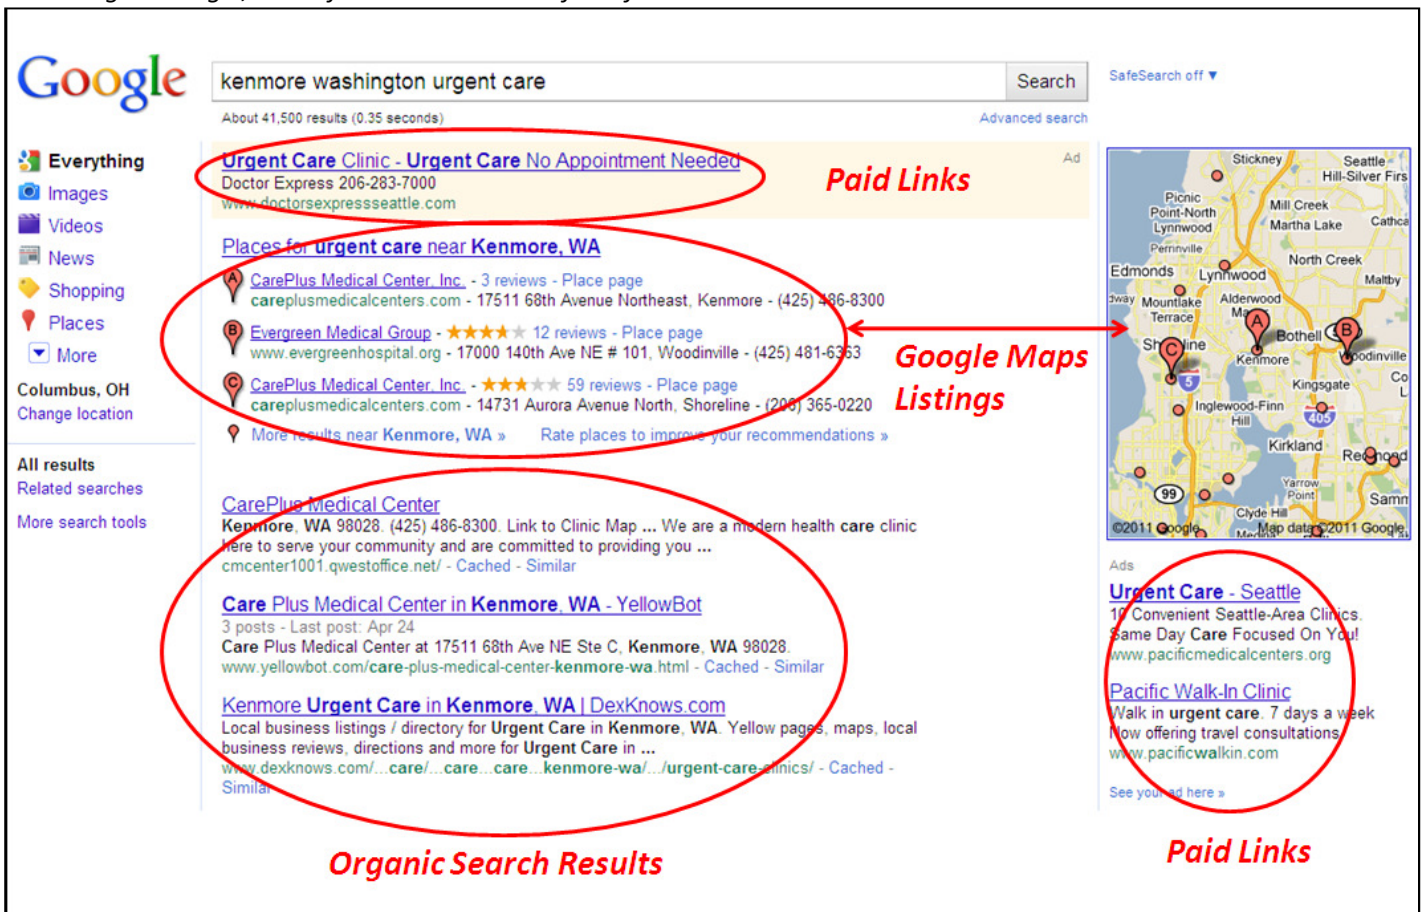 Google
kenmore washington urgent care
Search
SafeSearch off ▼
About 41,500 results (0.35 seconds)
Advanced search
Everything
Images
Videos
News
Shopping
Places
More
Columbus, OH
Change location
All results
Related searches
More search tools
Urgent Care Clinic - Urgent Care No Appointment Needed
Ad
Doctor Express 206-283-7000
www.doctorsexpressseattle.com
Paid Links
Places for urgent care near Kenmore, WA
A CarePlus Medical Center, Inc. - 3 reviews - Place page
careplusmedicalcenters.com - 17511 68th Avenue Northeast, Kenmore - (425) 486-8300
B Evergreen Medical Group - 12 reviews - Place page
www.evergreenhospital.org - 17000 140th Ave NE # 101, Woodinville - (425) 481-6363
C CarePlus Medical Center, Inc. - 59 reviews - Place page
careplusmedicalcenters.com - 14731 Aurora Avenue North, Shoreline - (206) 365-0220
More results near Kenmore, WA »
Rate places to improve your recommendations »
Google Maps
Listings
CarePlus Medical Center
Kenmore, WA 98028. (425) 486-8300. Link to Clinic Map ... We are a modern health care clinic
here to serve your community and are committed to providing you ...
cmcenter1001.qwestoffice.net/ - Cached - Similar
Care Plus Medical Center in Kenmore, WA - YellowBot
3 posts - Last post: Apr 24
Care Plus Medical Center at 17511 68th Ave NE Ste C, Kenmore, WA 98028.
www.yellowbot.com/care-plus-medical-center-kenmore-wa.html - Cached - Similar
Kenmore Urgent Care in Kenmore, WA | DexKnows.com
Local business listings / directory for Urgent Care in Kenmore, WA. Yellow pages, maps, local
business reviews, directions and more for Urgent Care in ...
www.dexknows.com/...care/...care...care...kenmore-wa/.../urgent-care-clinics/ - Cached -
Similar
Organic Search Results
Stickney
Seattle
Hill-Silver Firs
Picnic
Point-North
Lynnwood
Mill Creek
Martha Lake
Cathca
Perrinville
North Creek
Edmonds
Lynnwood
Maltby
dway
Mountlake
Terrace
Alderwood
A
B
C
Bothell
Kenmore
Woodinville
5
Kingsgate
Co
L
Inglewood-Finn
Hill
405
Kirkland
Redmond
99
Yarrow
Point
Samm
Clyde Hill
©2011 Google
Map data ©2011 Google,
Ads
Urgent Care - Seattle
10 Convenient Seattle-Area Clinics.
Same Day Care Focused On You!
www.pacificmedicalcenters.org
Pacific Walk-In Clinic
Walk in urgent care. 7 days a week
Now offering travel consultations
www.pacificwalkin.com
See your ad here »
Paid Links